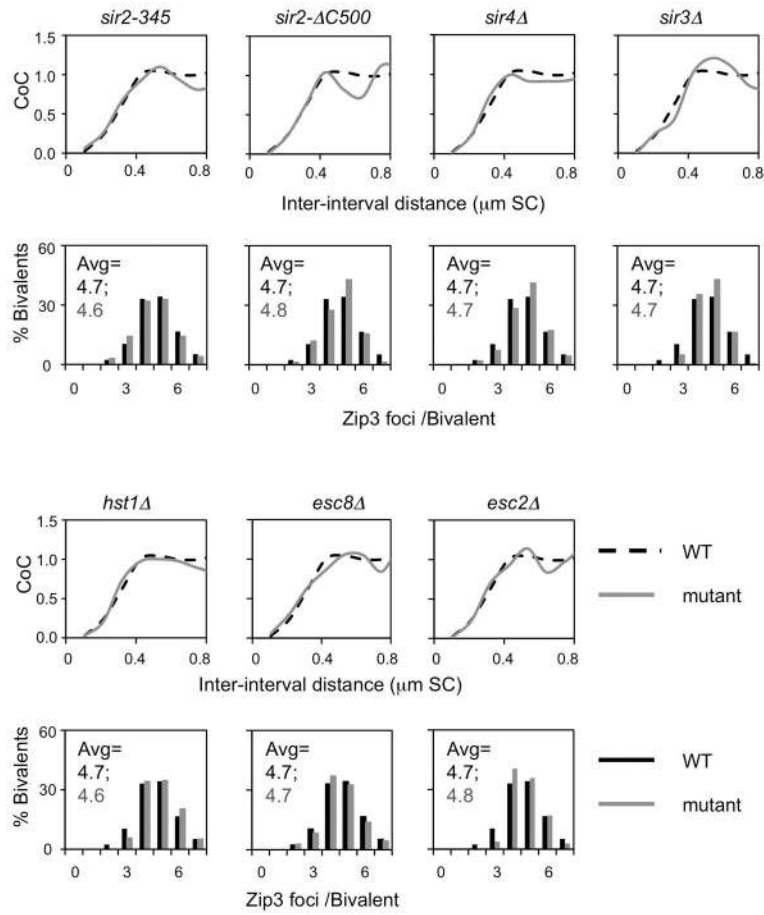 sir2-345 sir2-ΔC500 sir4Δ sir3Δ
1.5
1.0
0.5
0.0
CoC
0 0.4 0.8 0 0.4 0.8 0 0.4 0.8 0 0.4 0.8
Inter-interval distance (μm SC)
60
30
0
% Bivalents
Avg= Avg= Avg= Avg=
4.7; 4.7; 4.7; 4.7;
4.6 4.8 4.7 4.7
0 3 6 0 3 6 0 3 6 0 3 6
Zip3 foci /Bivalent
hst1Δ esc8Δ esc2Δ
1.5
1.0
0.5
0.0
CoC
WT
mutant
0 0.4 0.8 0 0.4 0.8 0 0.4 0.8
Inter-interval distance (μm SC)
60
30
0
% Bivalents
Avg= Avg= Avg=
4.7; 4.7; 4.7;
4.6 4.7 4.8
WT
mutant
0 3 6 0 3 6 0 3 6
Zip3 foci /Bivalent